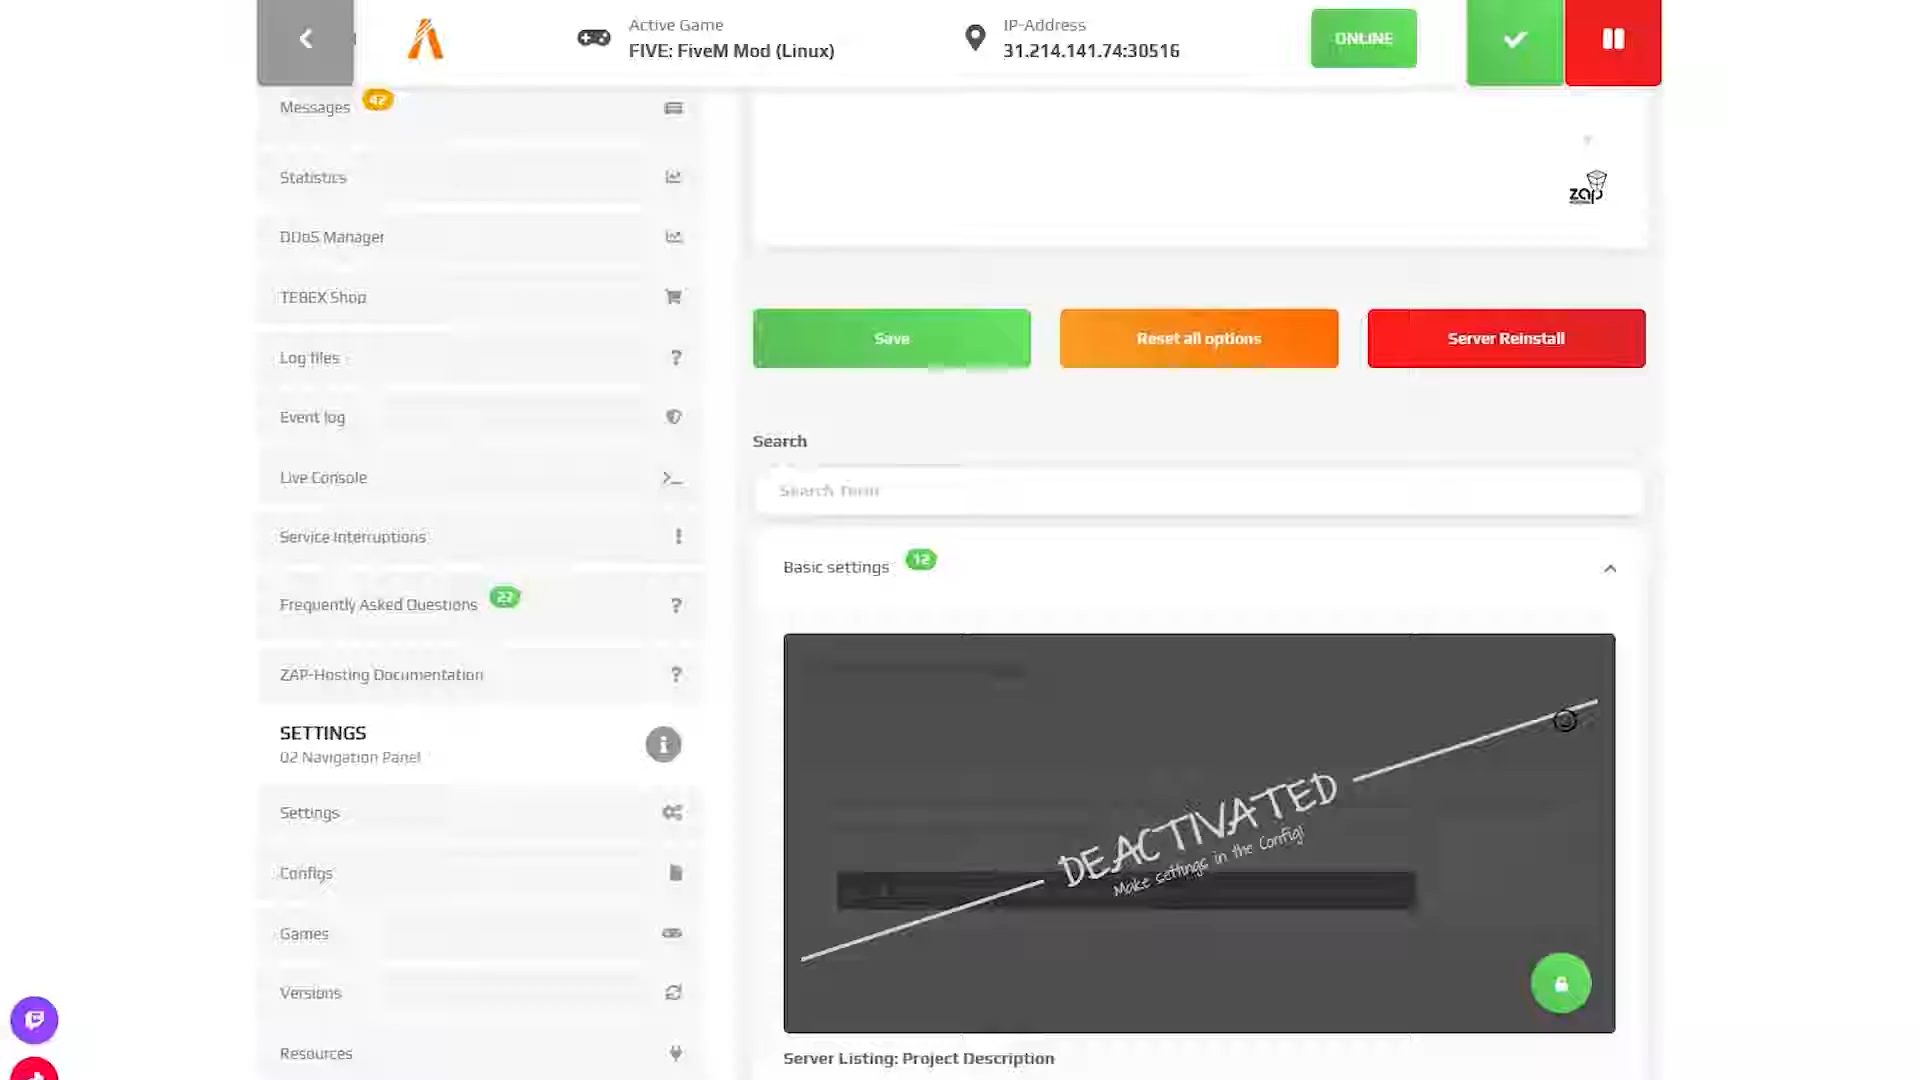 Active Game
FIVE: FiveM Mod (Linux)
IP-Address
31.214.141.74:30516
ONLINE
Messages
42
Statistics
DDoS Manager
TEBEX Shop
Log files
Event log
Live Console
Service Interruptions
Frequently Asked Questions
27
ZAP-Hosting Documentation
SETTINGS
02 Navigation Panel
Settings
Configs
Games
Versions
Resources
zap
Save
Reset all options
Server Reinstall
Search
Search Term
Basic settings
12
DEACTIVATED
Make settings in the Config!
Server Listing: Project Description